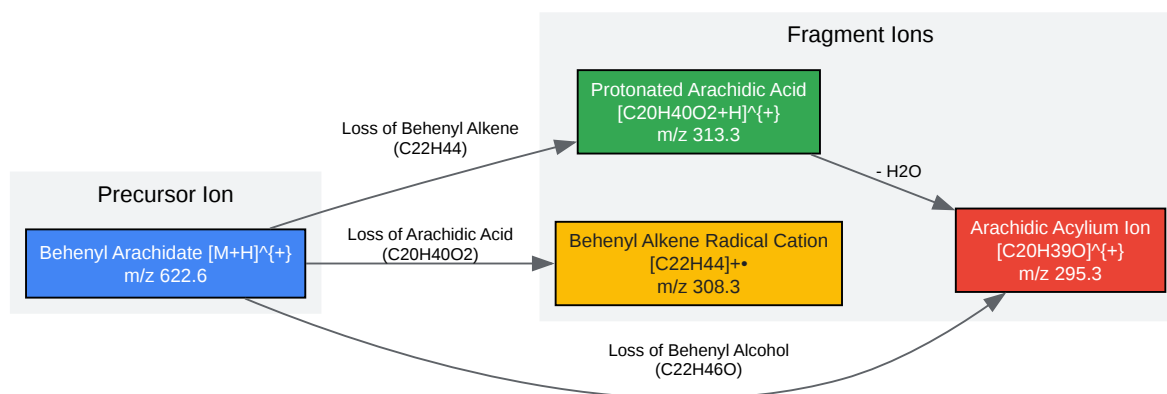 Fragment Ions
Protonated Arachidic Acid
[C20H40O2+H]^{+}
m/z 313.3
Loss of Behenyl Alkene
(C22H44)
- H2O
Precursor Ion
Behenyl Arachidate [M+H]^{+}
m/z 622.6
Loss of Arachidic Acid
(C20H40O2)
Behenyl Alkene Radical Cation
[C22H44]+•
m/z 308.3
Arachidic Acylium Ion
[C20H39O]^{+}
m/z 295.3
Loss of Behenyl Alcohol
(C22H46O)